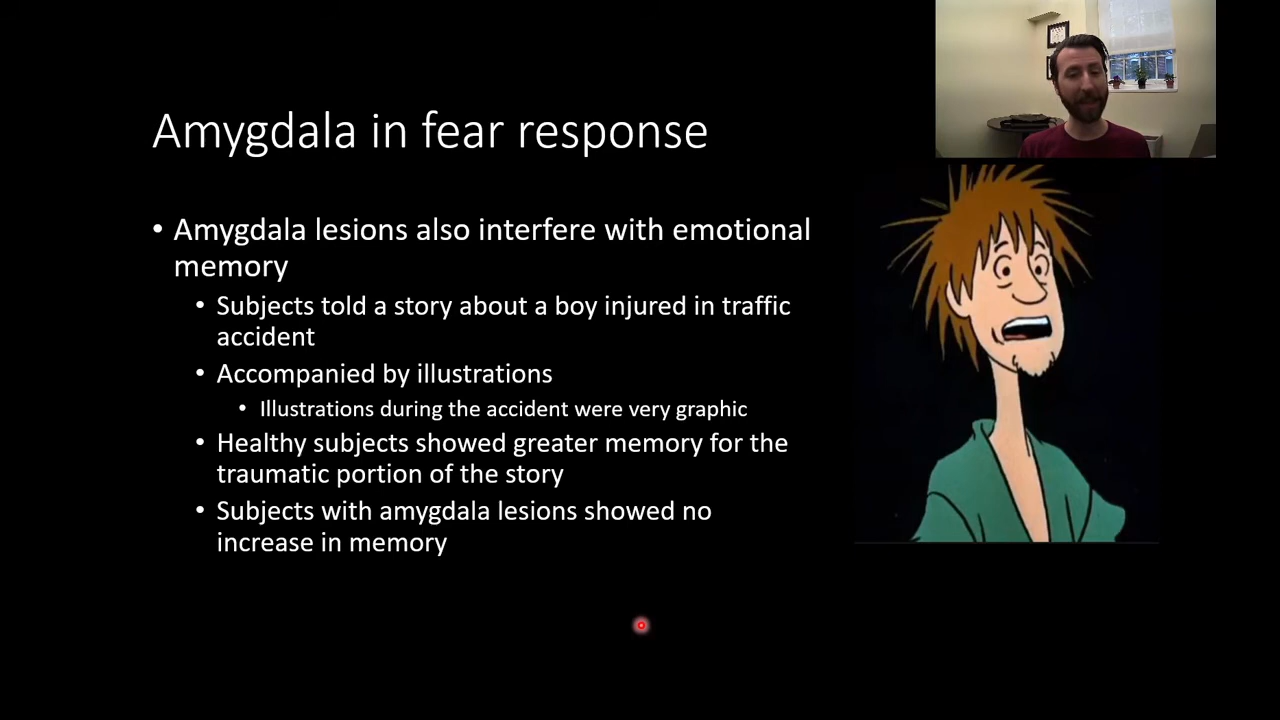 Amygdala in fear response
• Amygdala lesions also interfere with emotional
memory
• Subjects told a story about a boy injured in traffic
accident
• Accompanied by illustrations
• Illustrations during the accident were very graphic
• Healthy subjects showed greater memory for the
traumatic portion of the story
• Subjects with amygdala lesions showed no
increase in memory